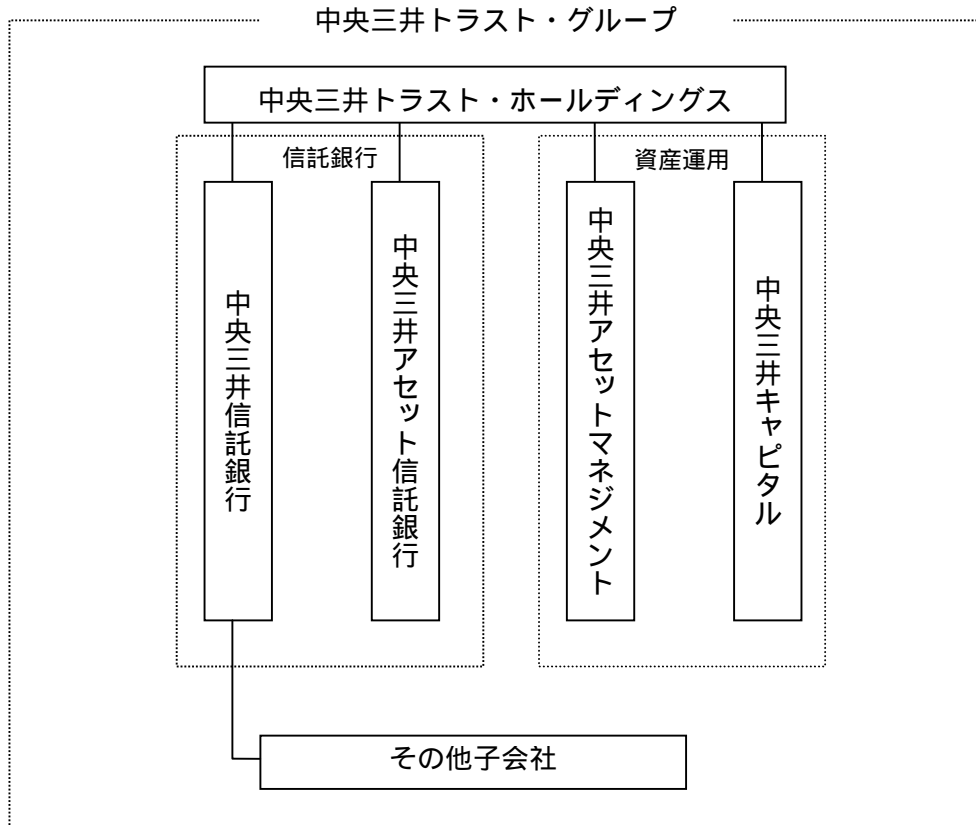 中央三井トラスト・グループ
中央三井トラスト・ホールディングス
信託銀行
資産運用
中央三井信託銀行
中央三井アセット信託銀行
中央三井アセットマネジメント
中央三井キャピタル
その他子会社